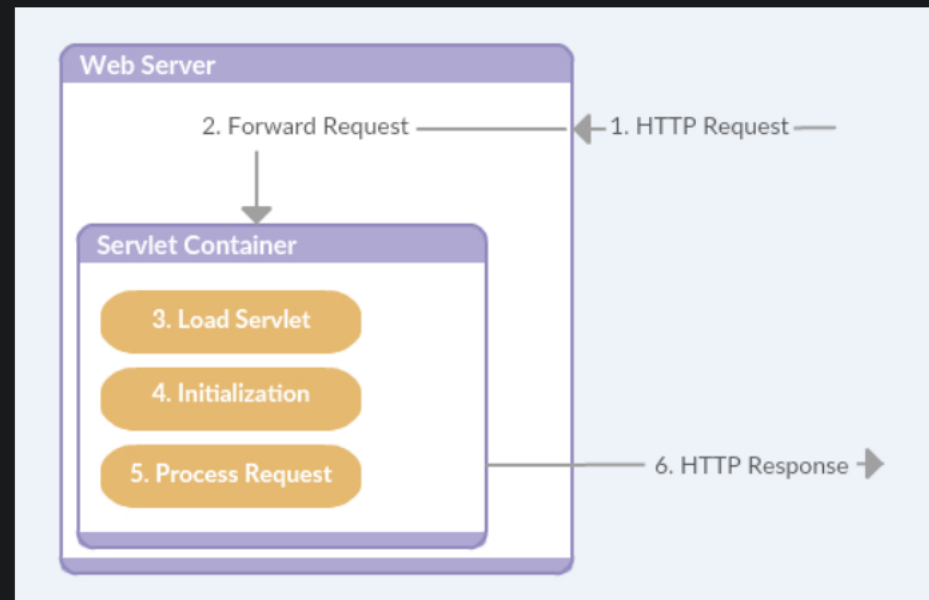 Web Server
2. Forward Request
1. HTTP Request
Servlet Container
3. Load Servlet
4. Initialization
5. Process Request
6. HTTP Response